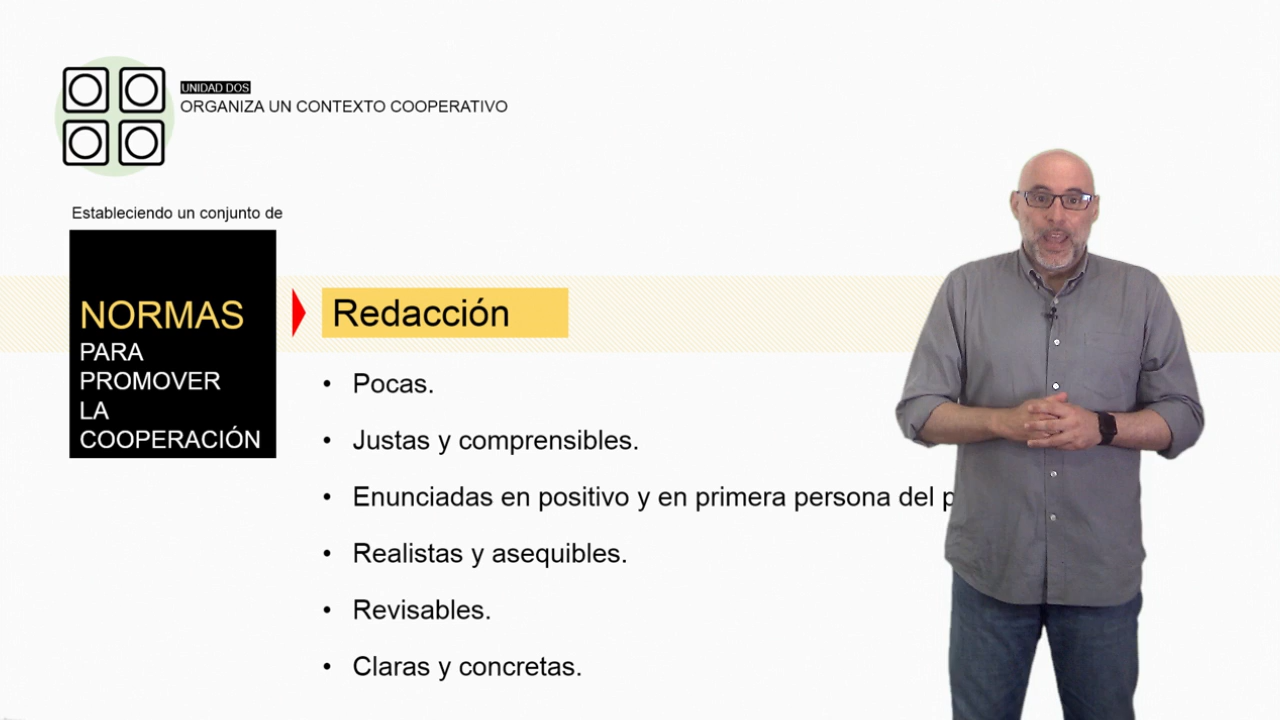 UNIDAD DOS
ORGANIZA UN CONTEXTO COOPERATIVO
Estableciendo un conjunto de
NORMAS
PARA
PROMOVER
LA
COOPERACIÓN
Redacción
• Pocas.
• Justas y comprensibles.
• Enunciadas en positivo y en primera persona del
• Realistas y asequibles.
• Revisables.
• Claras y concretas.